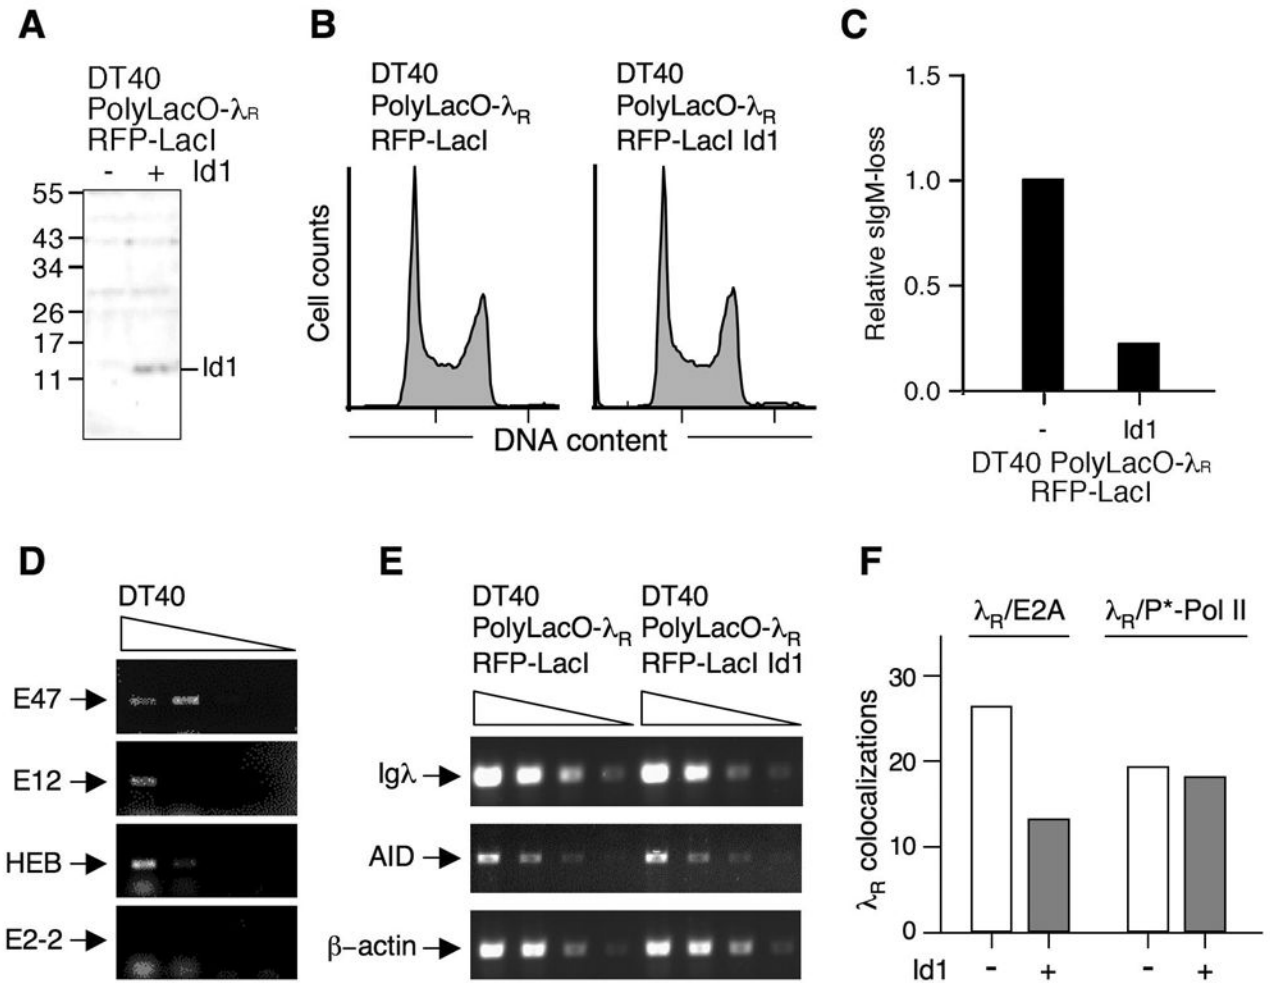 A
DT40
PolyLacO-λR
RFP-LacI
- + Id1
55
43
34
26
17
11
Id1
B
DT40
PolyLacO-λR
RFP-LacI
DT40
PolyLacO-λR
RFP-LacI Id1
Cell counts
DNA content
C
Relative sIgM-loss
1.5
1.0
0.5
0.0
- Id1
DT40 PolyLacO-λR
RFP-LacI
D
DT40
E47
E12
HEB
E2-2
E
DT40
PolyLacO-λR
RFP-LacI
DT40
PolyLacO-λR
RFP-LacI Id1
Igλ
AID
β-actin
F
λR/E2A λR/P*-Pol II
λR colocalizations
30
20
10
0
Id1 - + - +